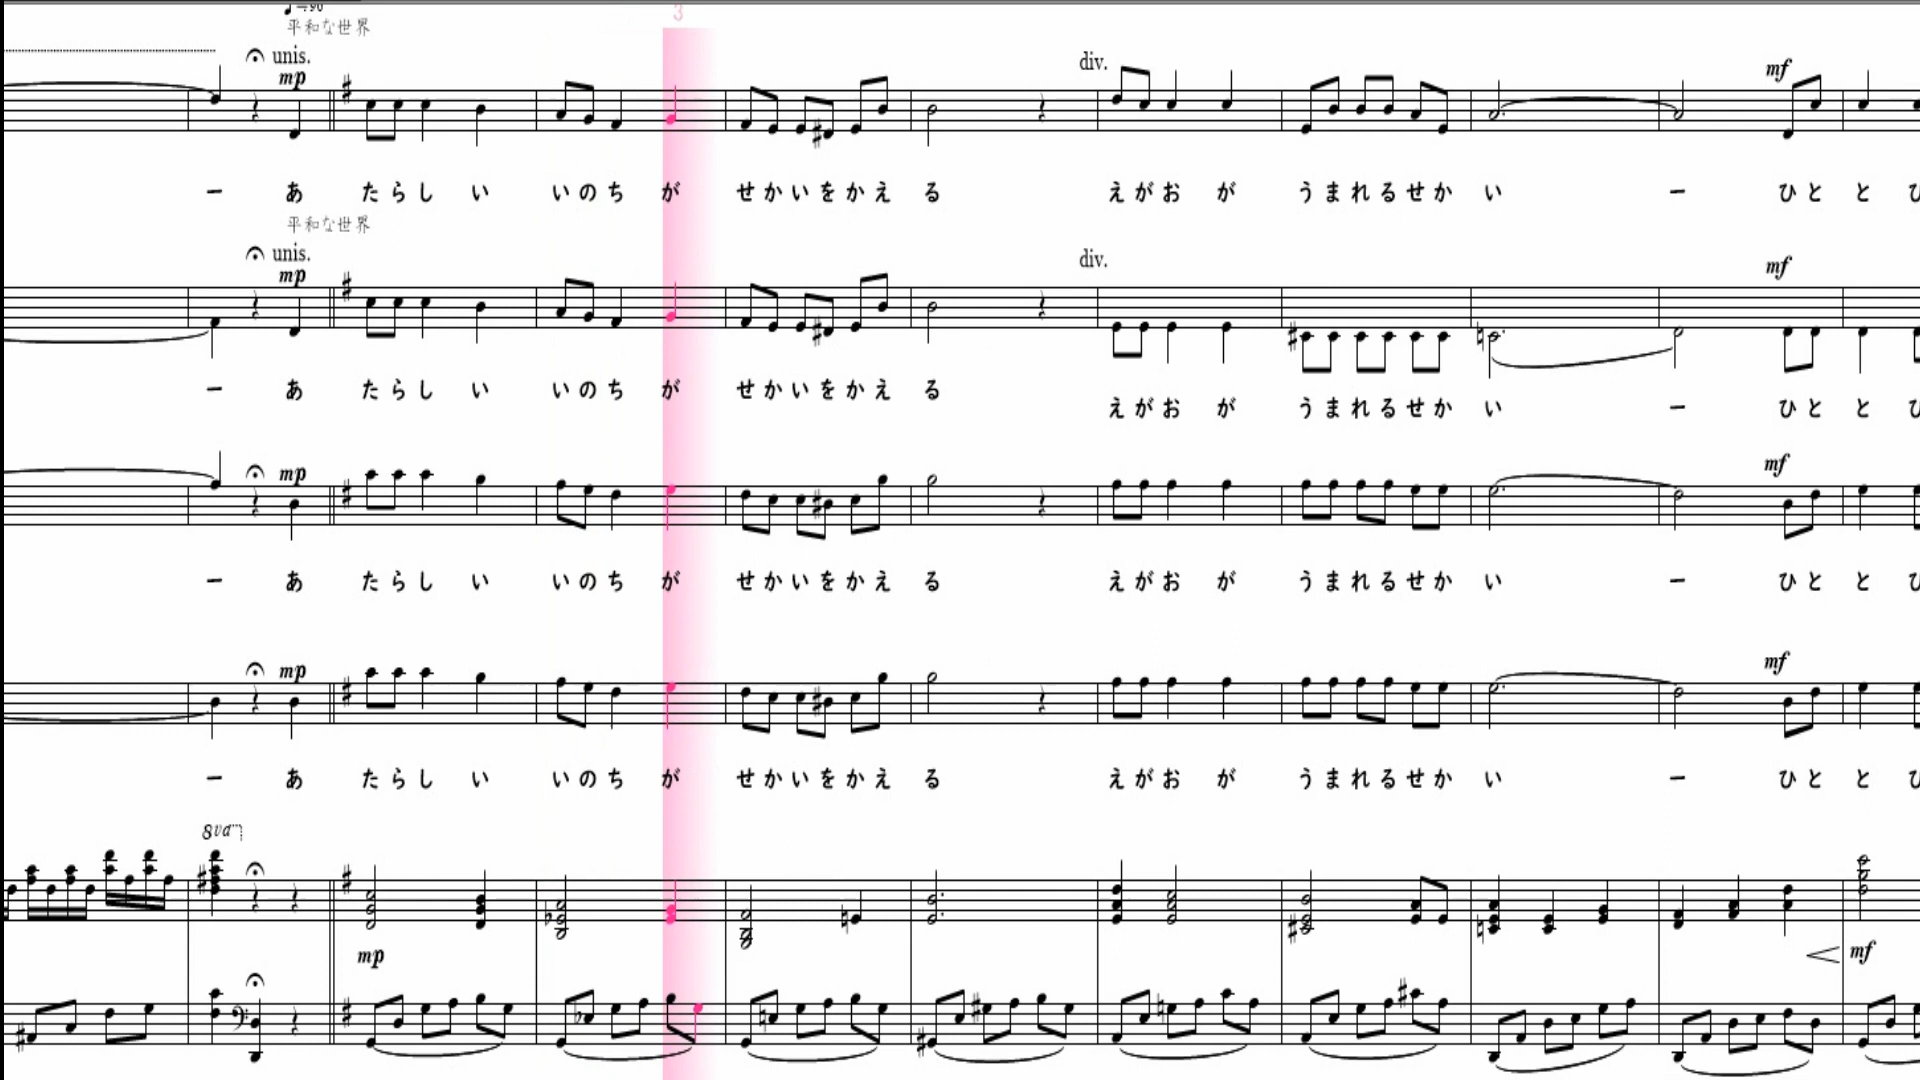 ♩=96
3
平和な世界
unis.
mp
div.
mf
ー あ たらし い いのち が せかいをかえ る えがお が うまれるせか い ー ひと と ひ
平和な世界
unis.
mp
div.
mf
ー あ たらし い いのち が せかいをかえ る
えがお が うまれるせか い ー ひと と ひ
mp
mf
ー あ たらし い いのち が せかいをかえ る えがお が うまれるせか い ー ひと と ひ
mp
mf
ー あ たらし い いのち が せかいをかえ る えがお が うまれるせか い ー ひと と ひ
8va
mp
mf